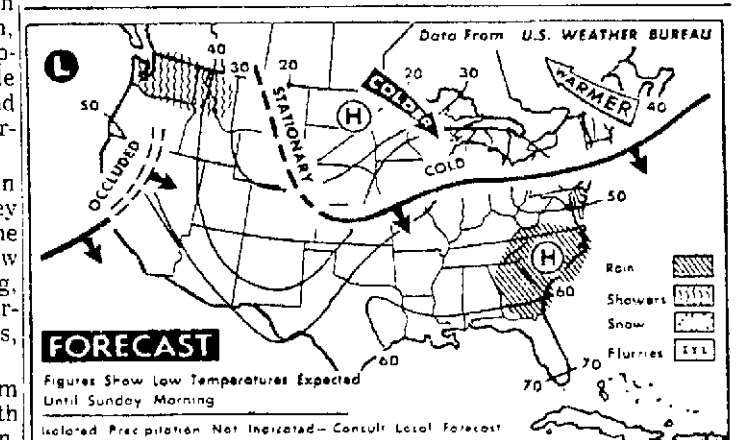 Data From U.S. WEATHER BUREAU
L
40
30
20
COLD
20
30
WARMER
40
50
STATIONARY
H
OCCLUDED
COLD
50
H
60
Rain
Showers
Snow
Flurries
FORECAST
60
70
70
Figures Show Low Temperatures Expected
Until Sunday Morning
Isolated Precipitation Not Indicated – Consult Local Forecast